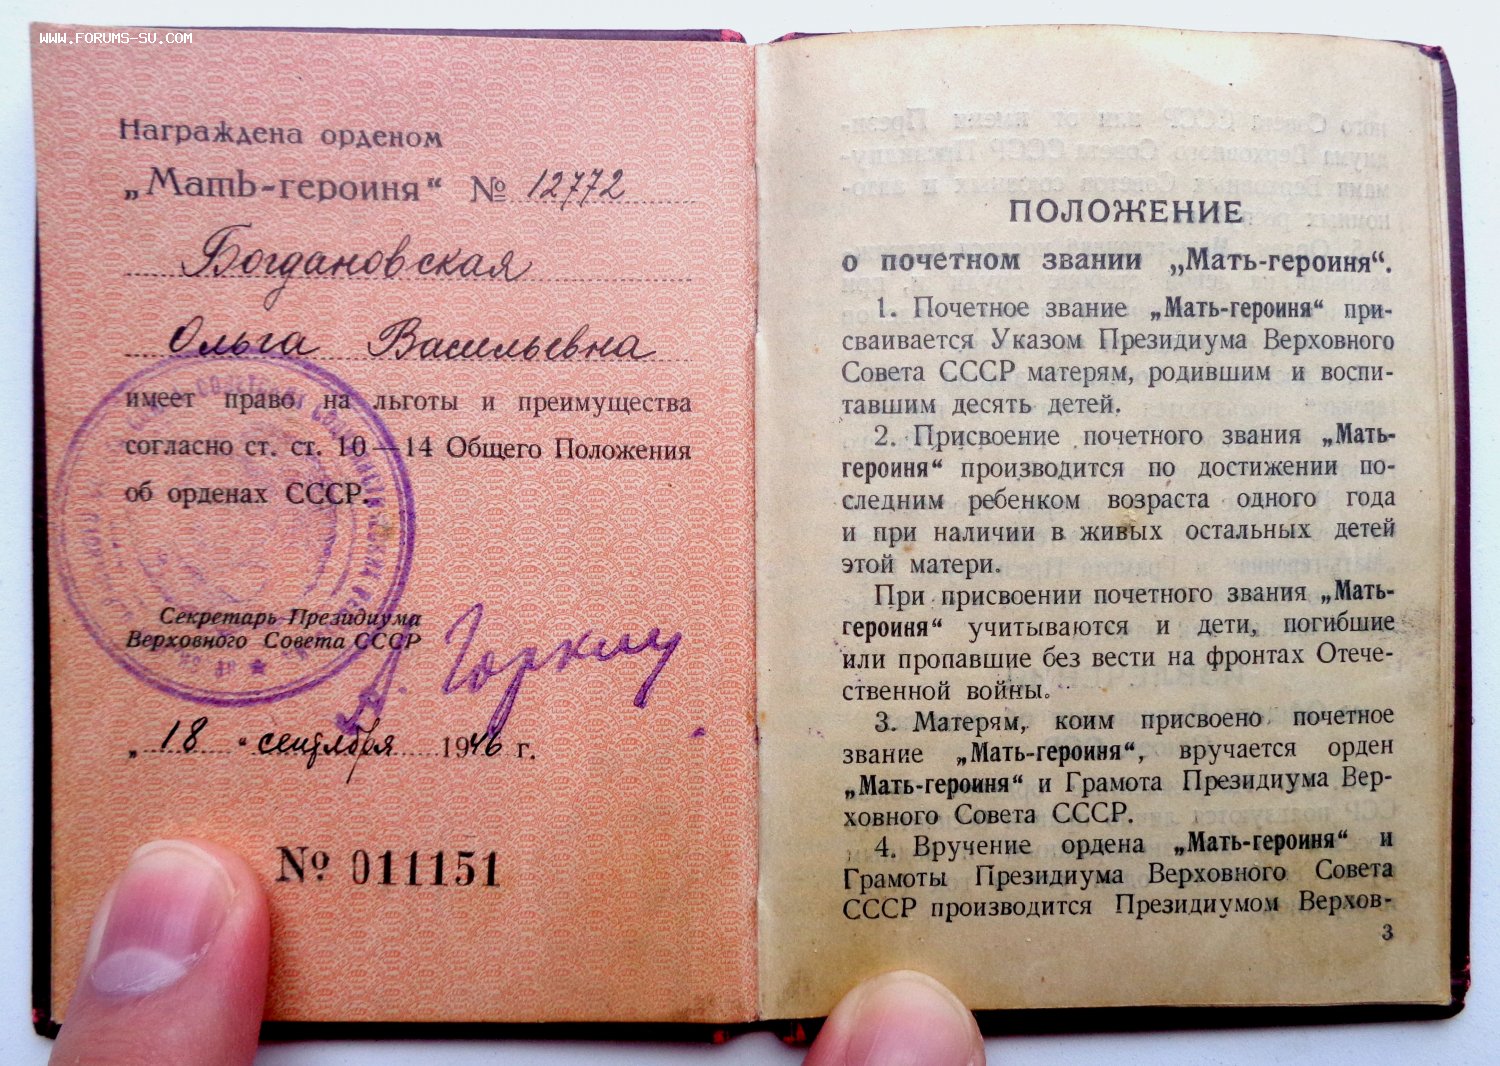 WWW.FORUMS-SU.COM
Награждена орденом
„Мать-героиня“ № 12772
Богдановская
Ольга Васильевна
имеет право на льготы и преимущества
согласно ст. ст. 10—14 Общего Положения
об орденах СССР.
Секретарь Президиума
Верховного Совета СССР
А. Горкин
„ 18 “ сентября 1946 г.
№ 011151
ПОЛОЖЕНИЕ
о почетном звании „Мать-героиня“.
1. Почетное звание „Мать-героиня“ при-
сваивается Указом Президиума Верховного
Совета СССР матерям, родившим и воспи-
тавшим десять детей.
2. Присвоение почетного звания „Мать-
героиня“ производится по достижении по-
следним ребенком возраста одного года
и при наличии в живых остальных детей
этой матери.
При присвоении почетного звания „Мать-
героиня“ учитываются и дети, погибшие
или пропавшие без вести на фронтах Отече-
ственной войны.
3. Матерям, коим присвоено почетное
звание „Мать-героиня“, вручается орден
„Мать-героиня“ и Грамота Президиума Вер-
ховного Совета СССР.
4. Вручение ордена „Мать-героиня“ и
Грамоты Президиума Верховного Совета
СССР производится Президиумом Верхов-
3